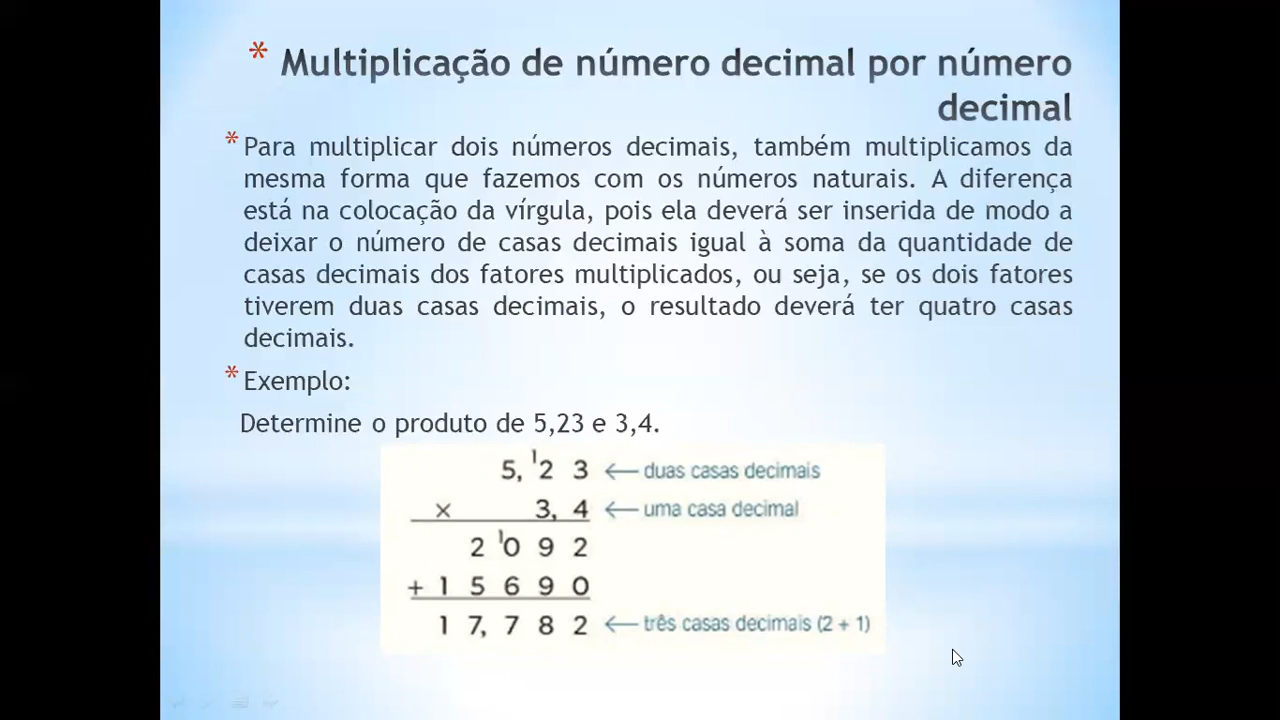 * Multiplicação de número decimal por número
decimal
* Para multiplicar dois números decimais, também multiplicamos da
mesma forma que fazemos com os números naturais. A diferença
está na colocação da vírgula, pois ela deverá ser inserida de modo a
deixar o número de casas decimais igual à soma da quantidade de
casas decimais dos fatores multiplicados, ou seja, se os dois fatores
tiverem duas casas decimais, o resultado deverá ter quatro casas
decimais.
* Exemplo:
Determine o produto de 5,23 e 3,4.
5, ¹2 3 ← duas casas decimais
× 3, 4 ← uma casa decimal
2 ¹0 9 2
+ 1 5 6 9 0
1 7, 7 8 2 ← três casas decimais (2 + 1)